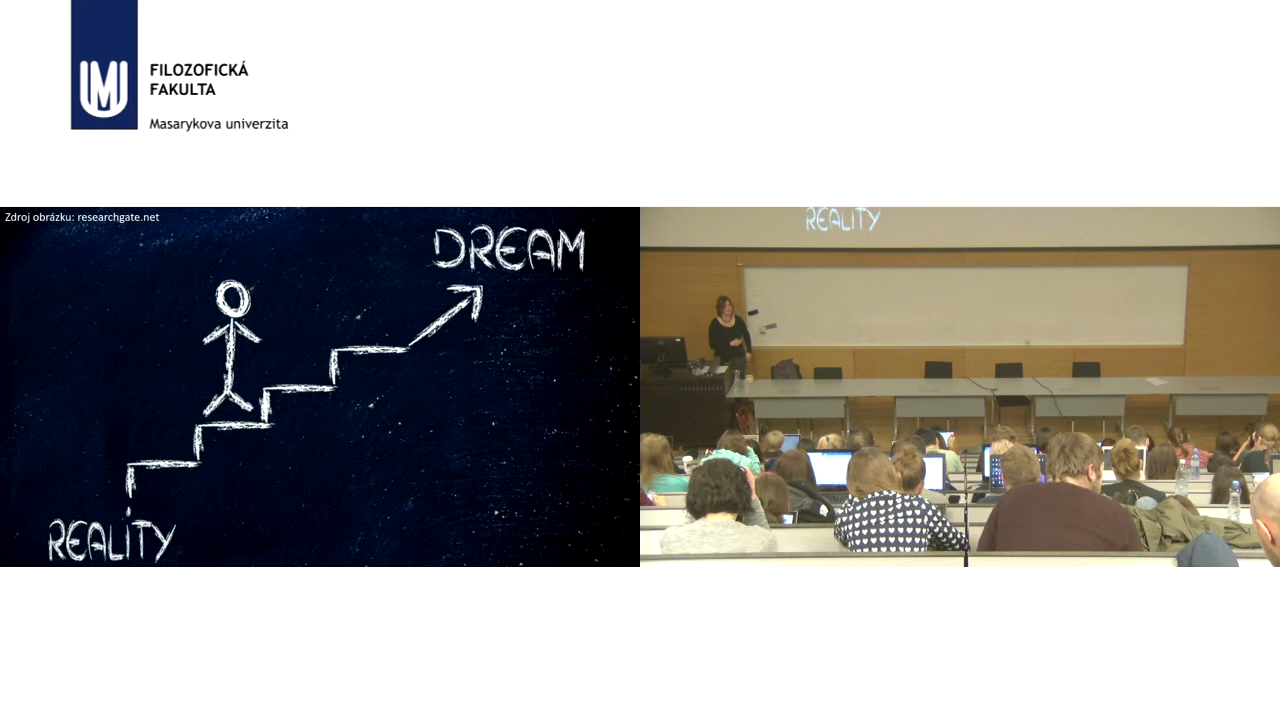 FILOZOFICKÁ
FAKULTA
Masarykova univerzita
Zdroj obrázku: researchgate.net
DREAM
REALITY
REALITY